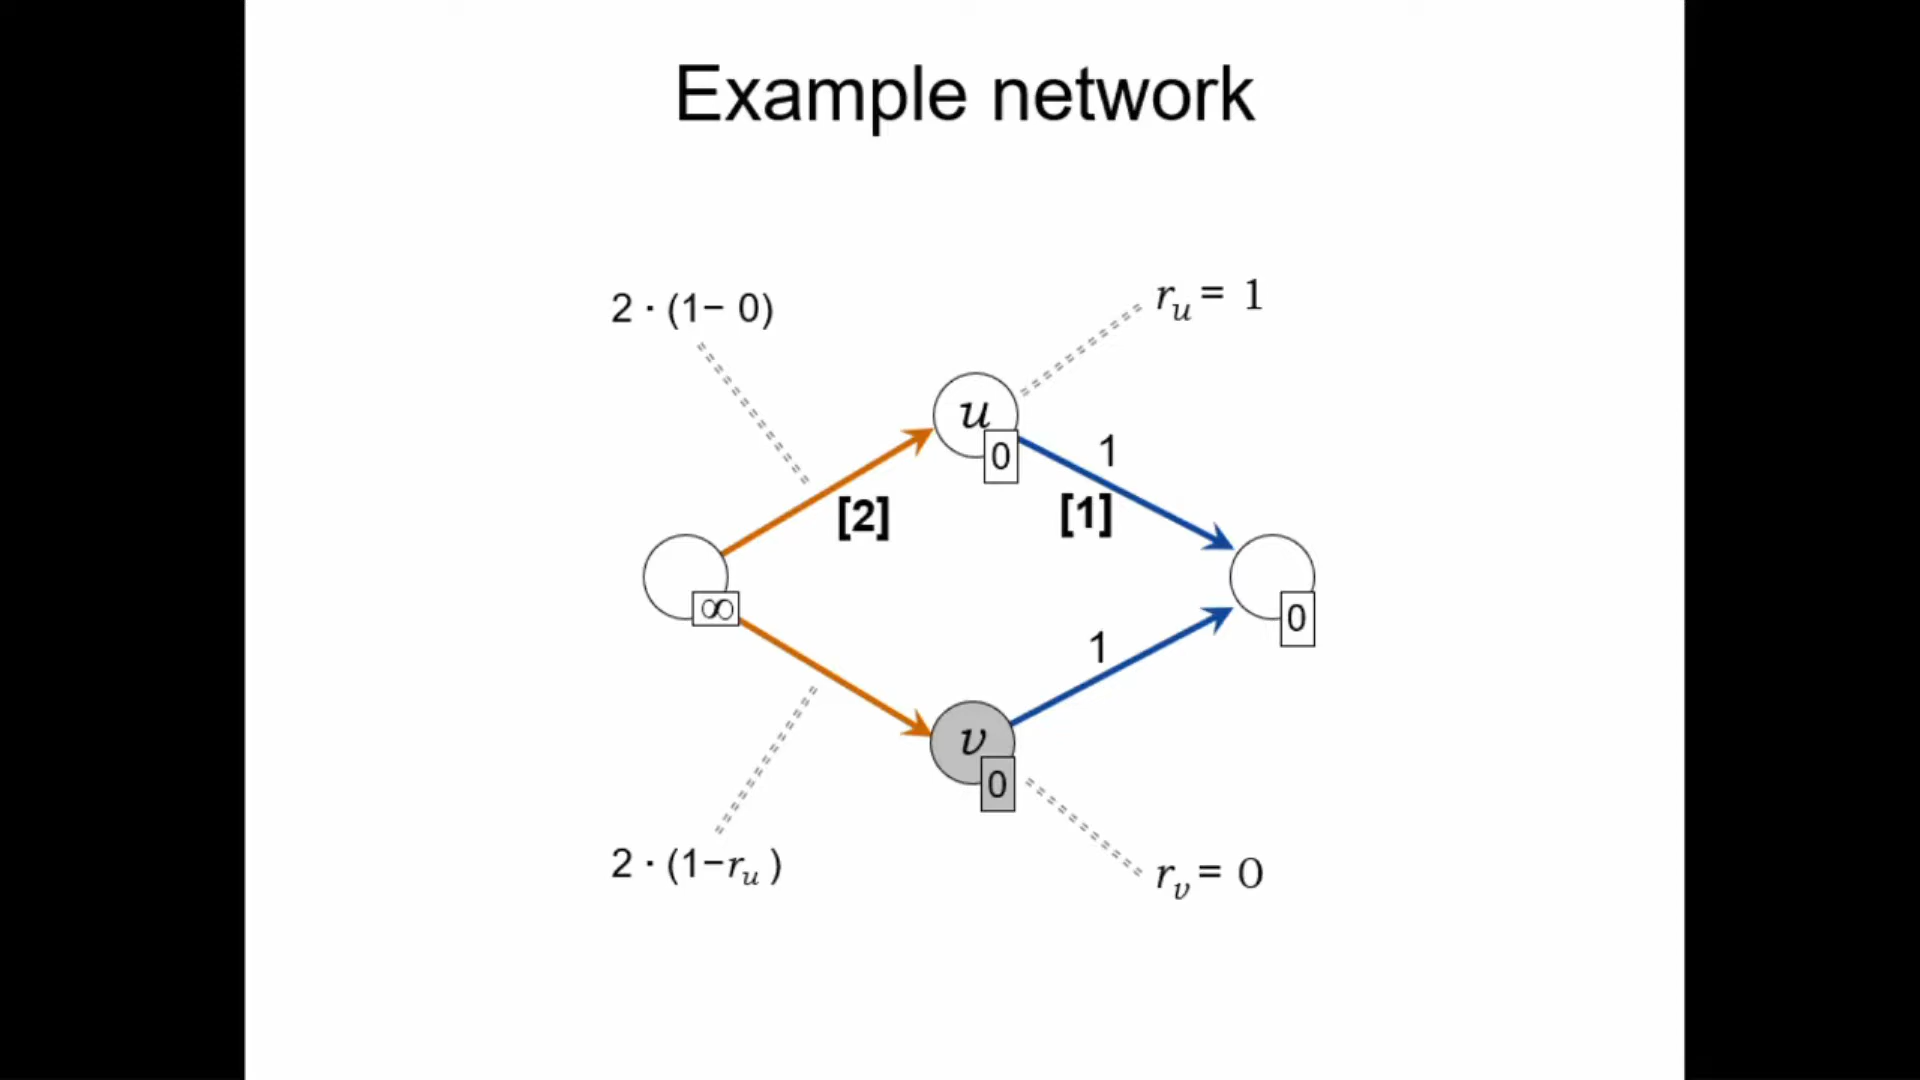 Example network
2 · (1− 0)
r_u = 1
u
0
1
[2]
[1]
∞
0
1
v
0
2 · (1−r_u )
r_v = 0